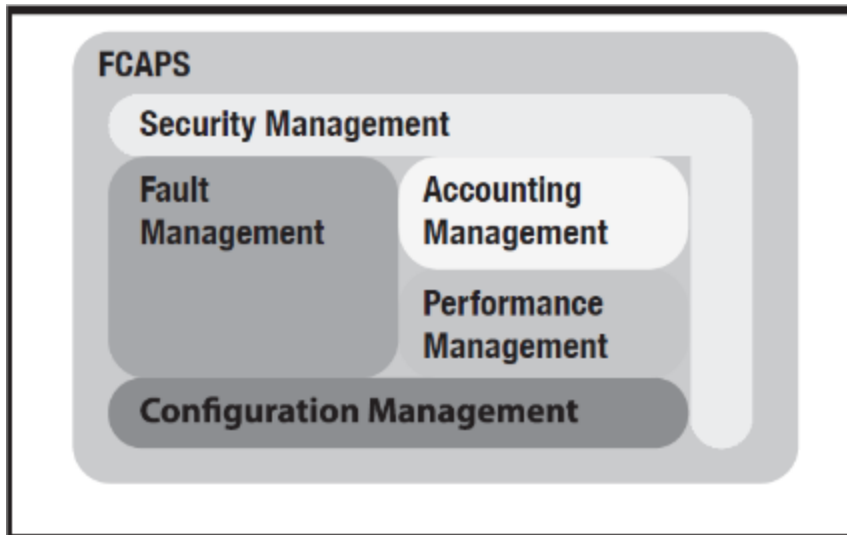 FCAPS
Security Management
Fault
Management
Accounting
Management
Performance
Management
Configuration Management